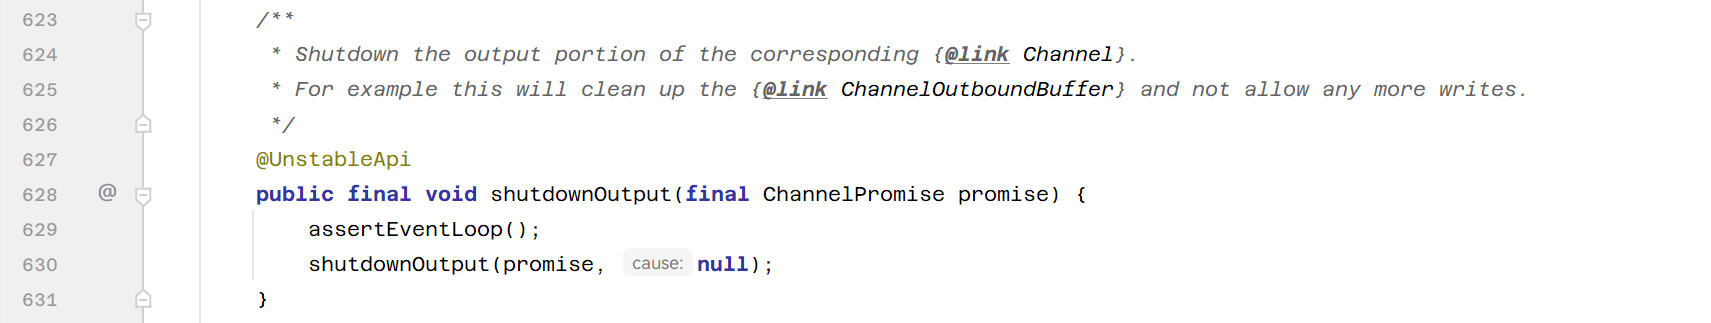 623 /**
624 * Shutdown the output portion of the corresponding {@link Channel}.
625 * For example this will clean up the {@link ChannelOutboundBuffer} and not allow any more writes.
626 */
627 @UnstableApi
628 @ public final void shutdownOutput(final ChannelPromise promise) {
629 assertEventLoop();
630 shutdownOutput(promise, cause: null);
631 }